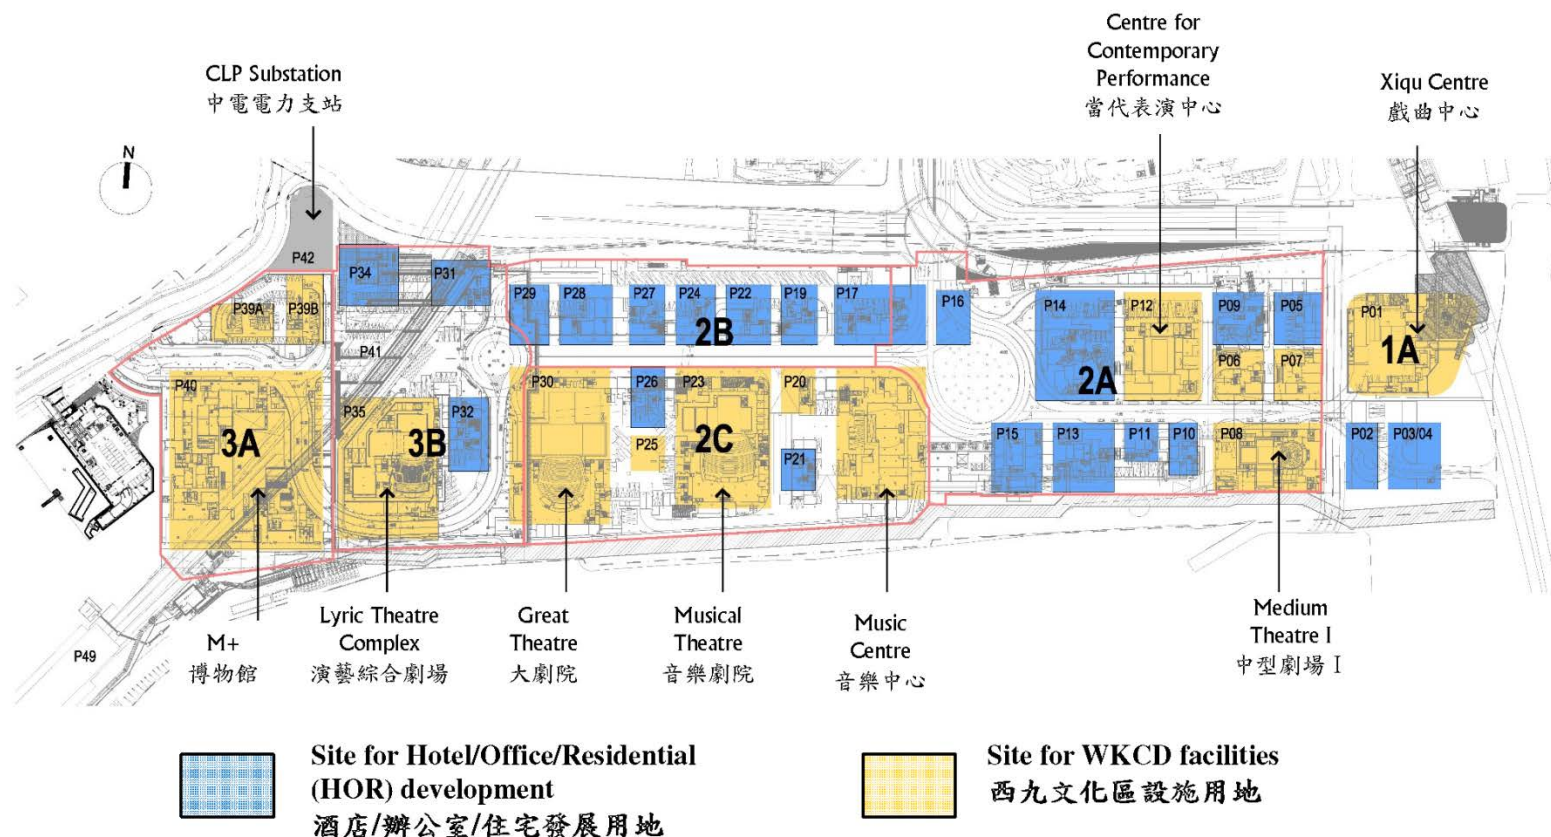 Centre for
Contemporary
Performance
當代表演中心
CLP Substation
中電電力支站
Xiqu Centre
戲曲中心
N
P42
P34
P31
P39A
P39B
P29
P28
P27
P24
P22
P19
P17
P16
P14
P12
P09
P05
P01
2B
1A
P41
P40
P35
P32
P30
P26
P23
P20
2A
P06
P07
3A
3B
P25
2C
P21
P15
P13
P11
P10
P08
P02
P03/04
P49
M+
博物館
Lyric Theatre
Complex
演藝綜合劇場
Great
Theatre
大劇院
Musical
Theatre
音樂劇院
Music
Centre
音樂中心
Medium
Theatre I
中型劇場 I
Site for Hotel/Office/Residential
(HOR) development
酒店/辦公室/住宅發展用地
Site for WKCD facilities
西九文化區設施用地